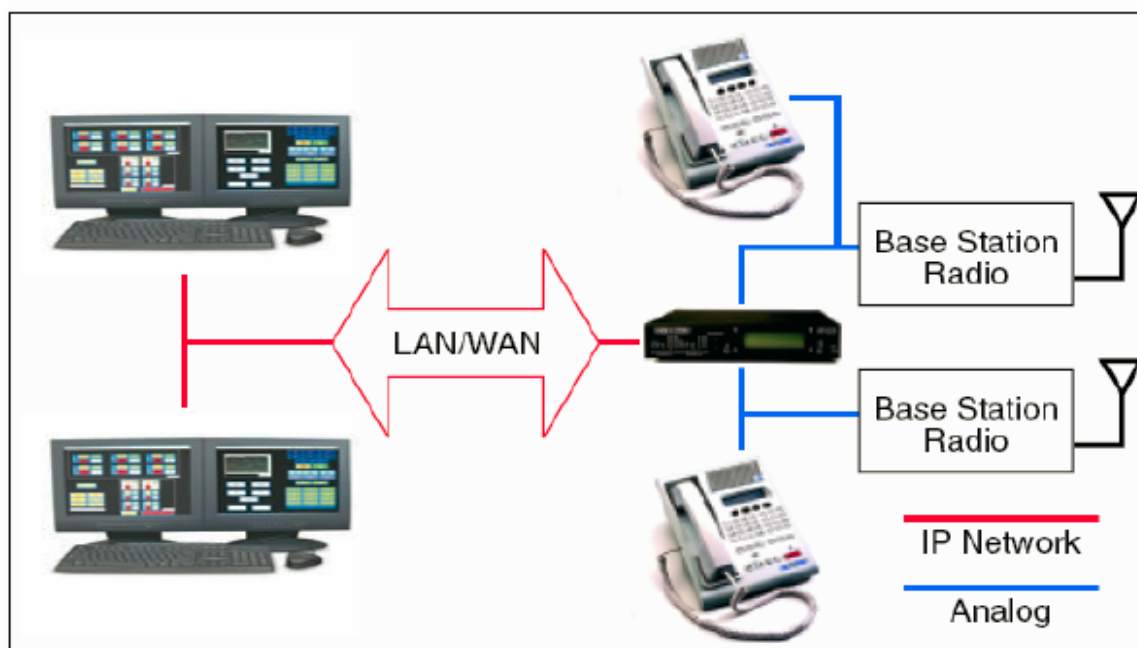 LAN/WAN
Base Station
Radio
Base Station
Radio
IP Network
Analog